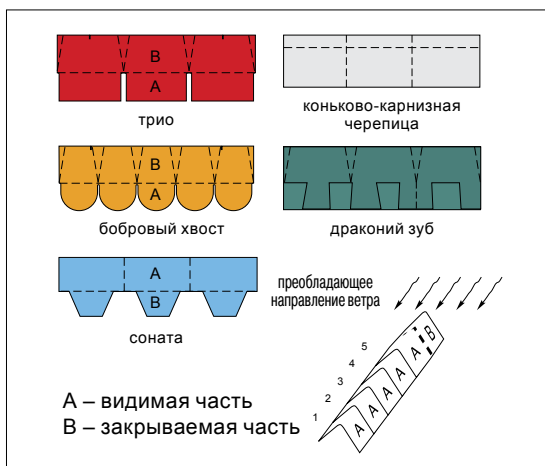 B
A
трио
коньково-карнизная
черепица
B
A
бобровый хвост
драконий зуб
A
B
соната
преобладающее
направление ветра
5
4
3
2
1
A
A
A
A
A
B
A – видимая часть
B – закрываемая часть